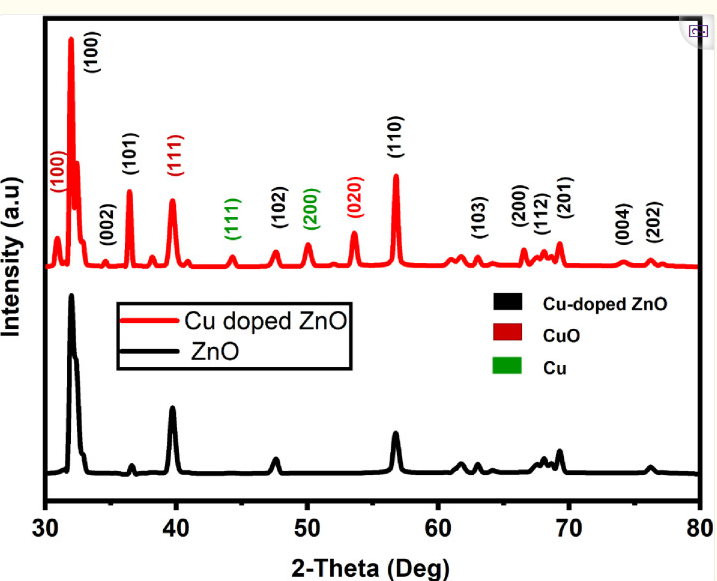 (100)
(100)
(002)
(101)
(111)
(111)
(102)
(200)
(020)
(110)
(103)
(200)
(112)
(201)
(004)
(202)
Intensity (a.u)
Cu doped ZnO
ZnO
Cu-doped ZnO
CuO
Cu
30 40 50 60 70 80
2-Theta (Deg)